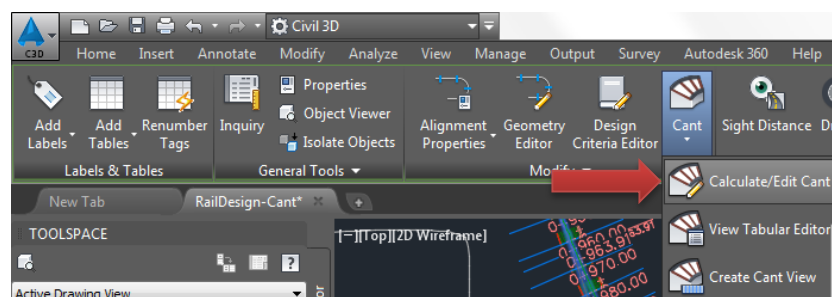 Civil 3D
C3D Home Insert Annotate Modify Analyze View Manage Output Survey Autodesk 360 Help
Properties
Object Viewer
Isolate Objects
Add Labels
Add Tables
Renumber Tags
Inquiry
Alignment Properties
Geometry Editor
Design Criteria Editor
Cant
Sight Distance
Labels & Tables
General Tools
Modify
Calculate/Edit Cant
View Tabular Editor
Create Cant View
New Tab
RailDesign-Cant*
TOOLSPACE
Active Drawing View
[−][Top][2D Wireframe]
0+960.00
0+963.91
0+970.00